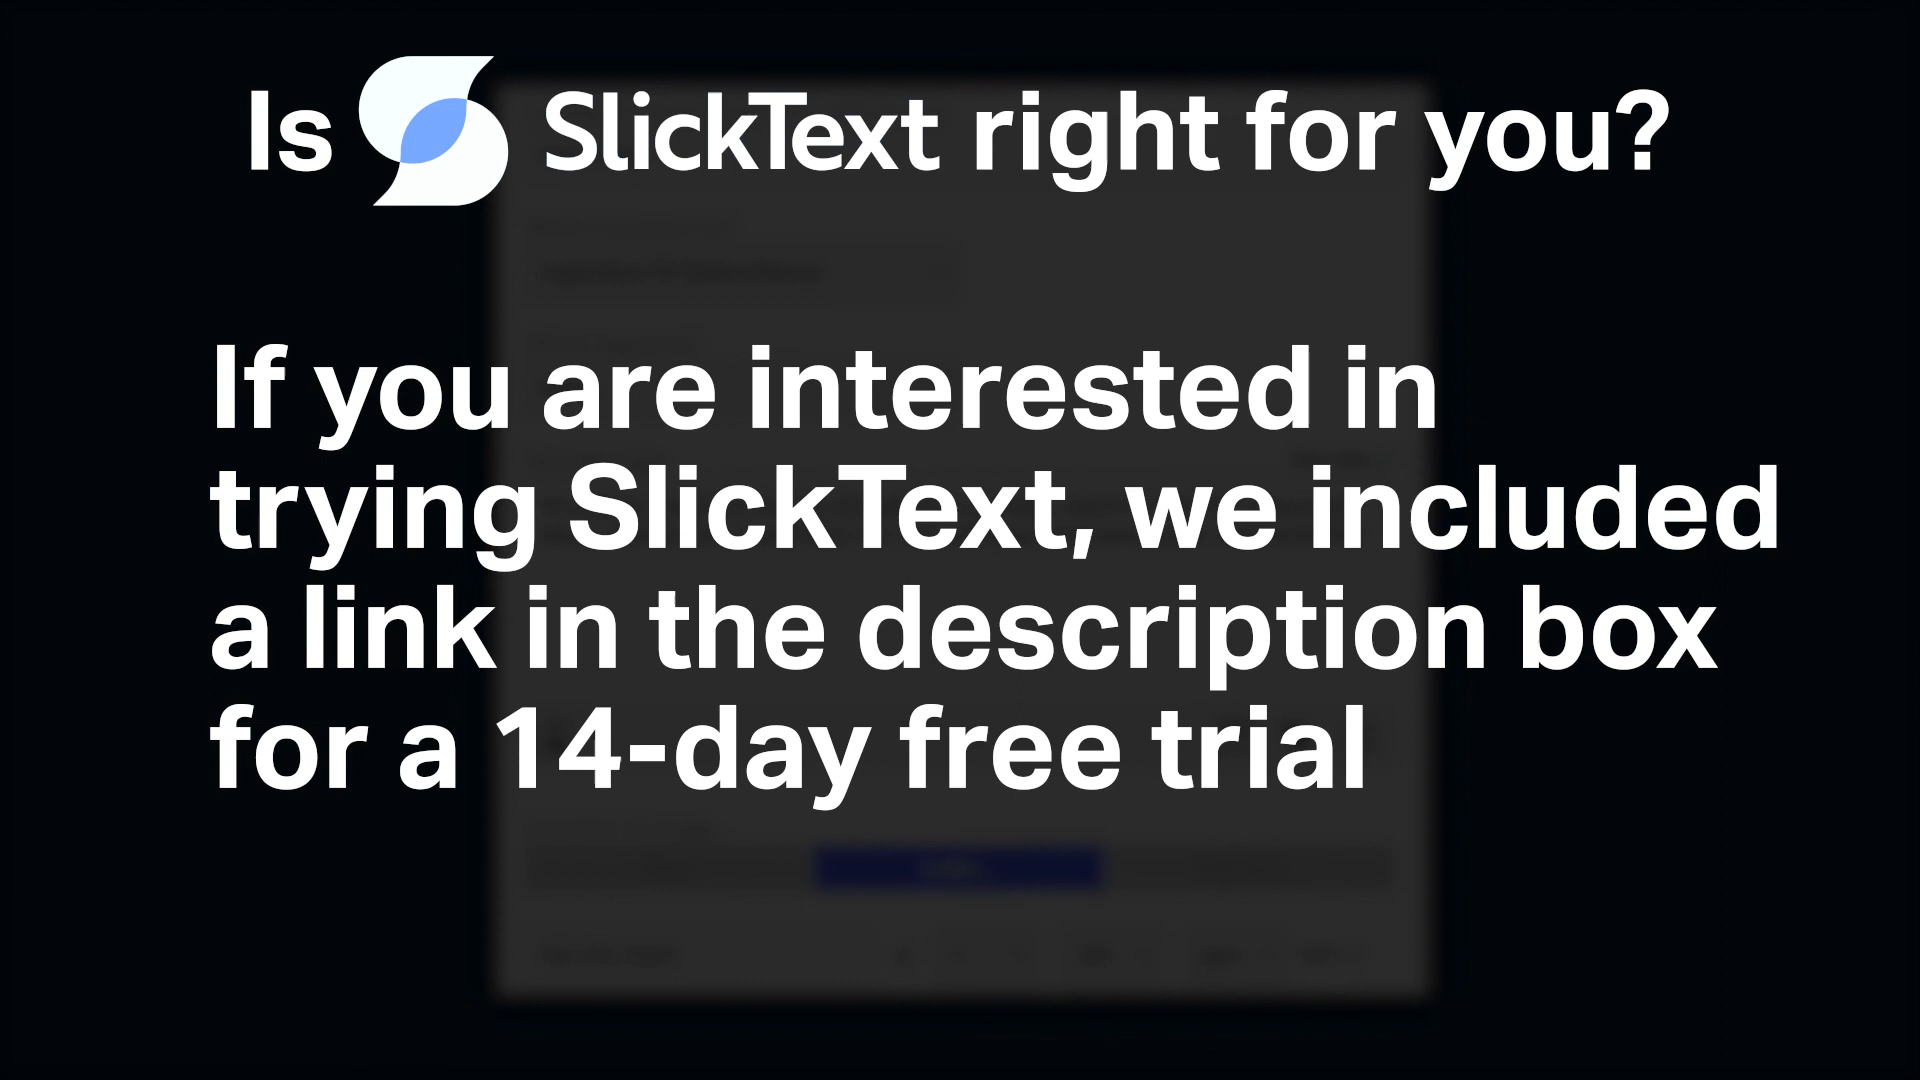 Is SlickText right for you?
If you are interested in
trying SlickText, we included
a link in the description box
for a 14-day free trial